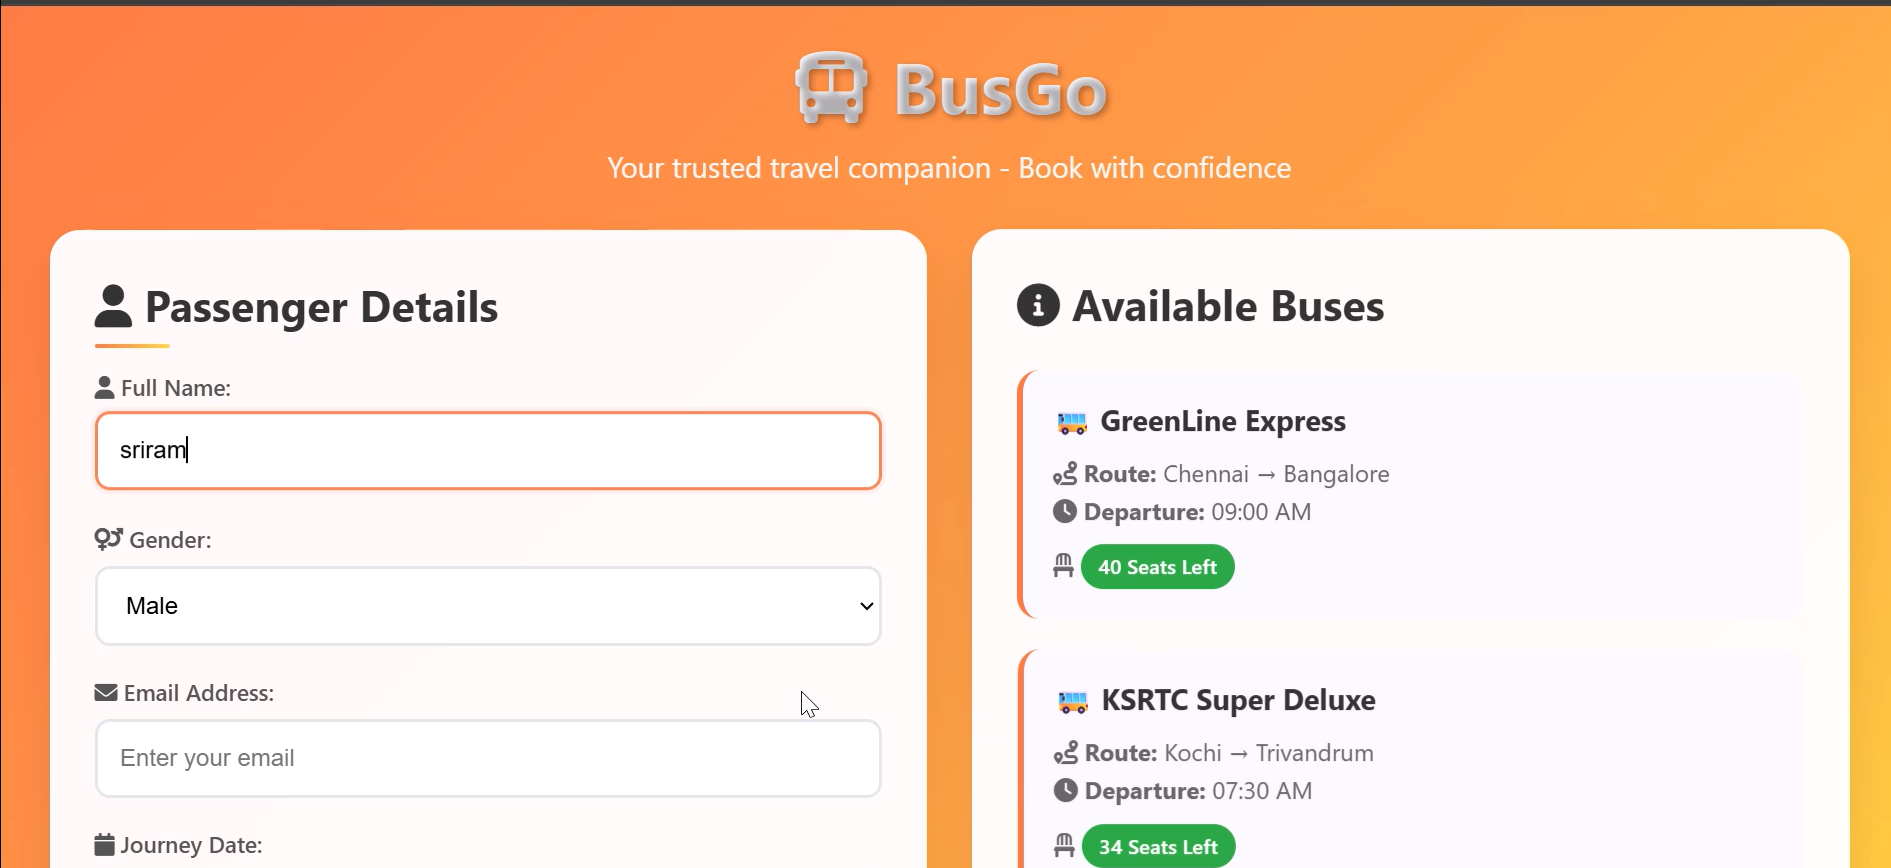 BusGo
Your trusted travel companion - Book with confidence
Passenger Details
Full Name:
sriram
Gender:
Male
Email Address:
Enter your email
Journey Date:
Available Buses
GreenLine Express
Route: Chennai → Bangalore
Departure: 09:00 AM
40 Seats Left
KSRTC Super Deluxe
Route: Kochi → Trivandrum
Departure: 07:30 AM
34 Seats Left